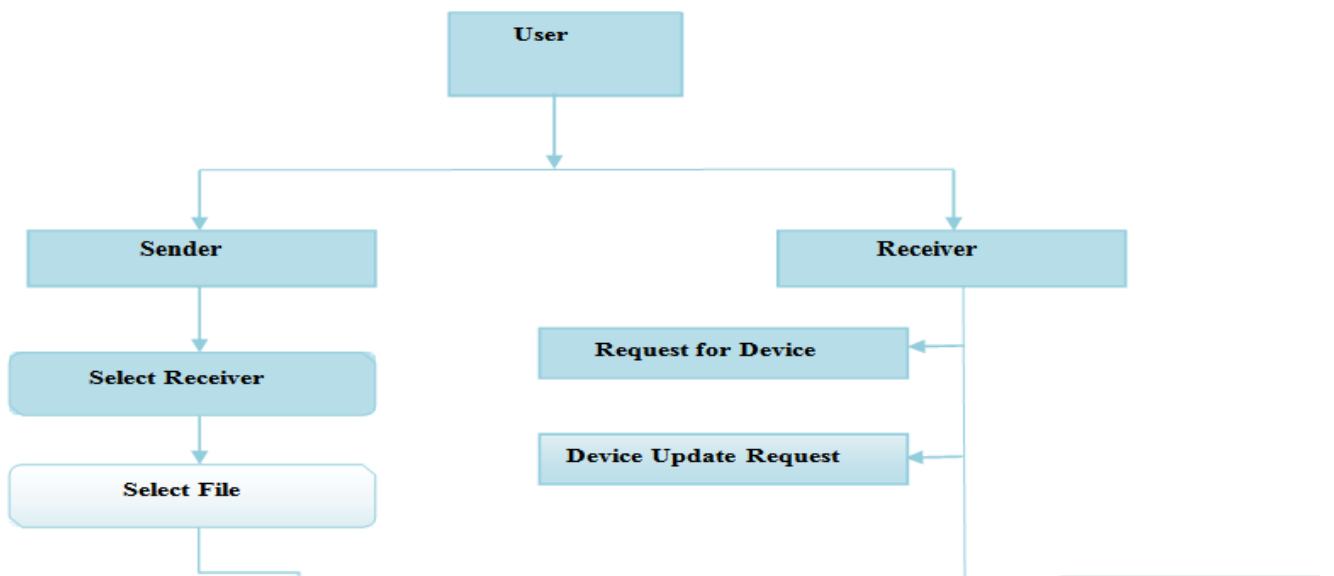 User
Sender
Receiver
Request for Device
Select Receiver
Device Update Request
Select File